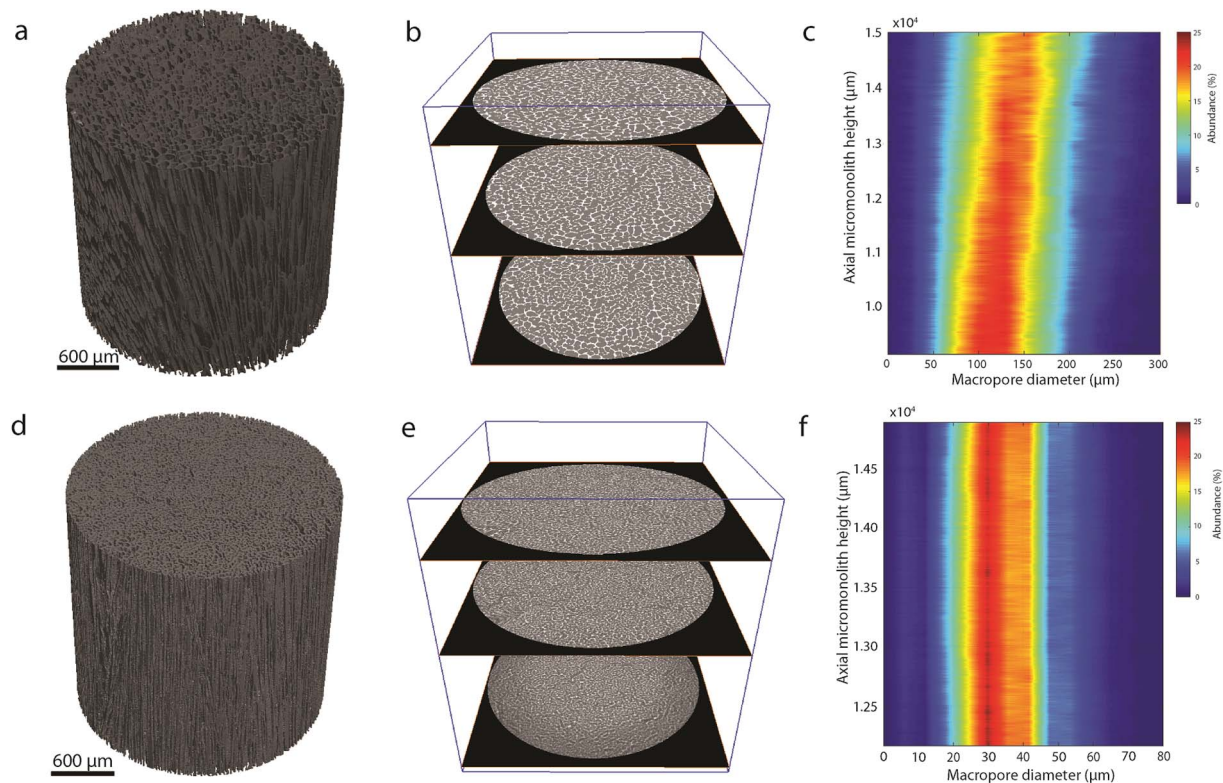 a
600 µm
b
c
x10⁴
1.5
1.4
1.3
1.2
1.1
1.0
Axial micromonolith height (µm)
0 50 100 150 200 250 300
Macropore diameter (µm)
25
20
15
10
5
0
Abundance (%)
d
600 µm
e
f
x10⁴
1.45
1.40
1.35
1.30
1.25
Axial micromonolith height (µm)
0 10 20 30 40 50 60 70 80
Macropore diameter (µm)
25
20
15
10
5
0
Abundance (%)